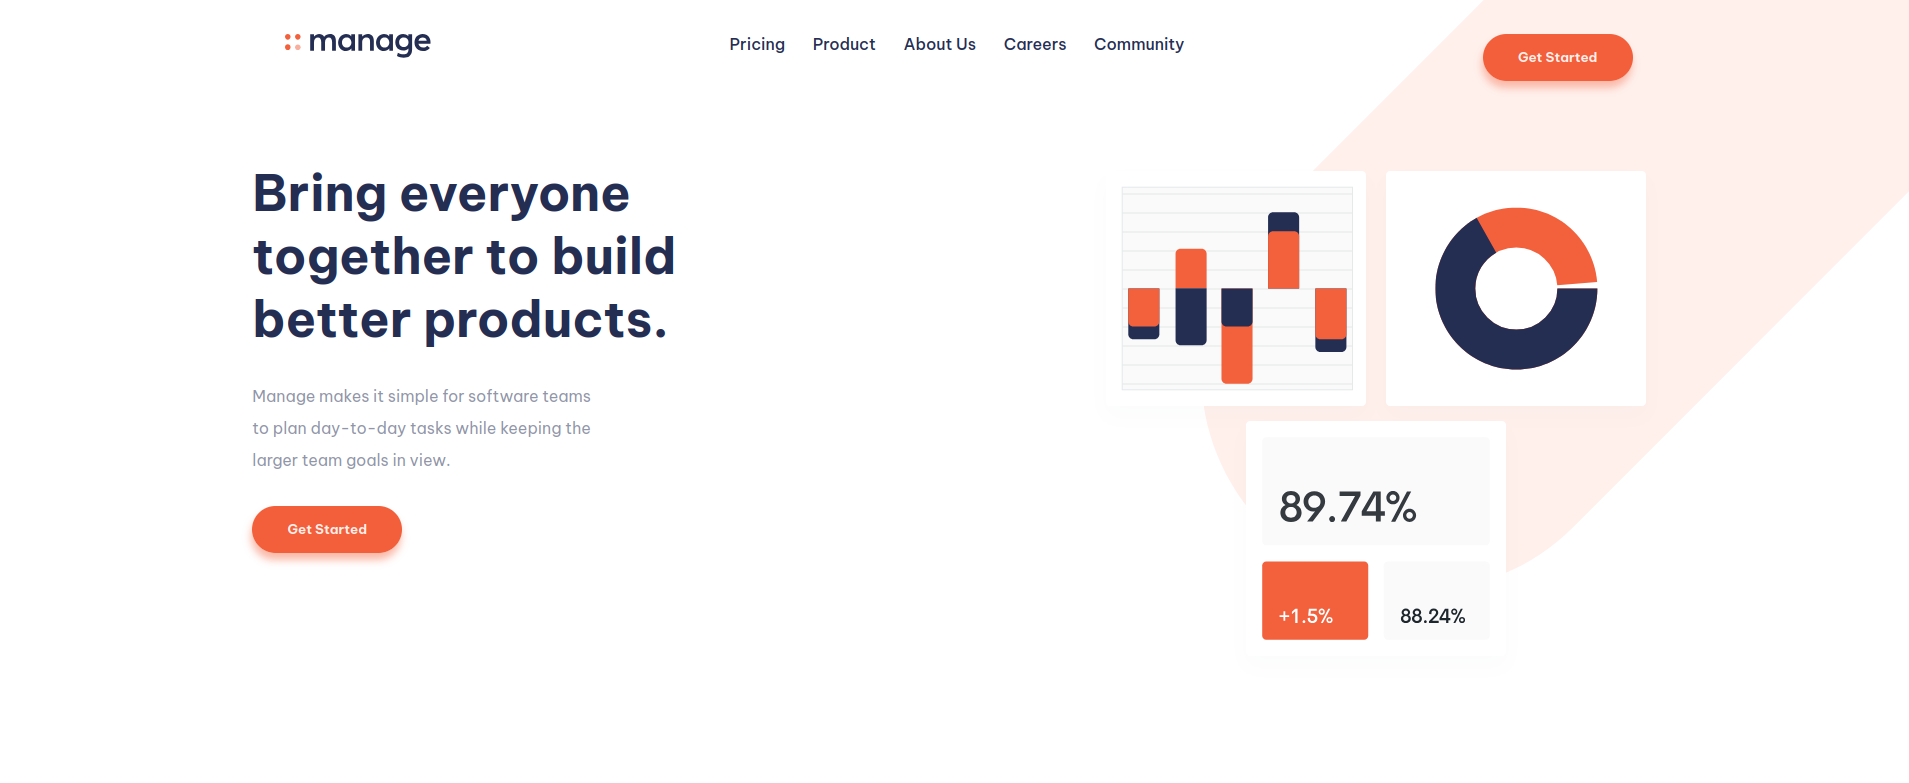 manage
Pricing
Product
About Us
Careers
Community
Get Started
Bring everyone
together to build
better products.
Manage makes it simple for software teams
to plan day-to-day tasks while keeping the
larger team goals in view.
Get Started
89.74%
+1.5%
88.24%